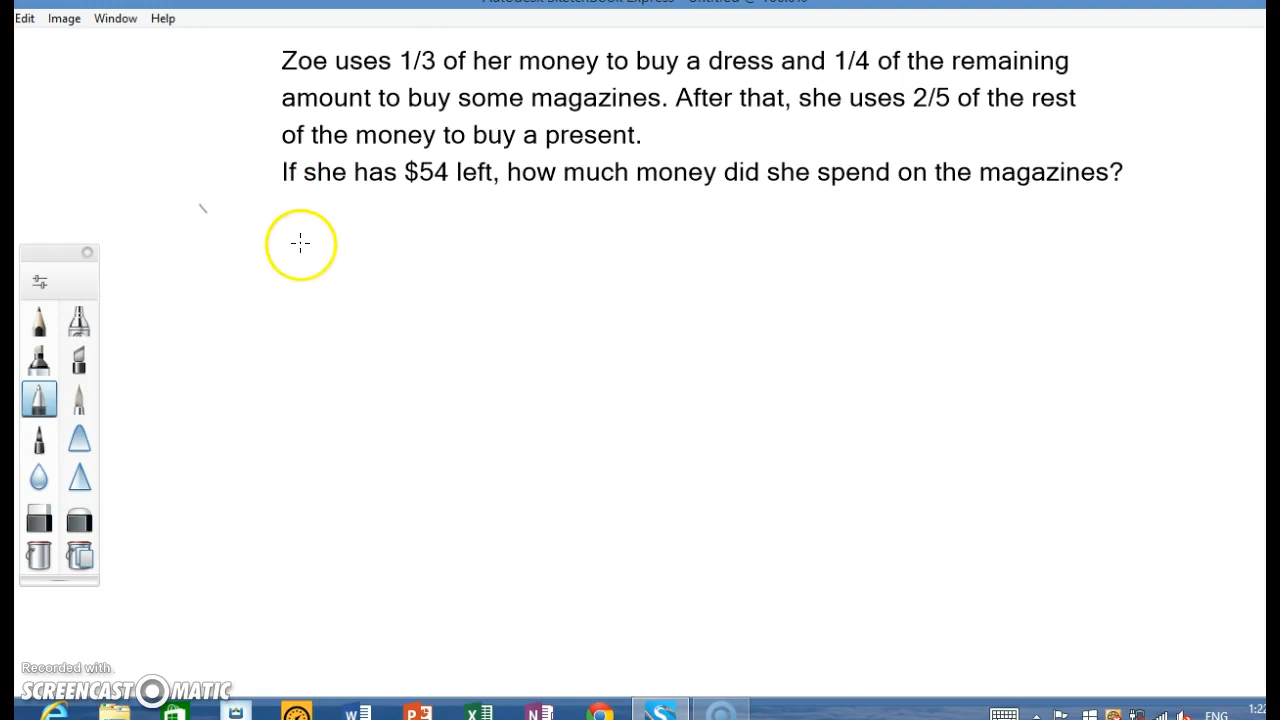 Edit Image Window Help
Zoe uses 1/3 of her money to buy a dress and 1/4 of the remaining
amount to buy some magazines. After that, she uses 2/5 of the rest
of the money to buy a present.
If she has $54 left, how much money did she spend on the magazines?
Recorded with
SCREENCAST MATIC
ENG
1:22